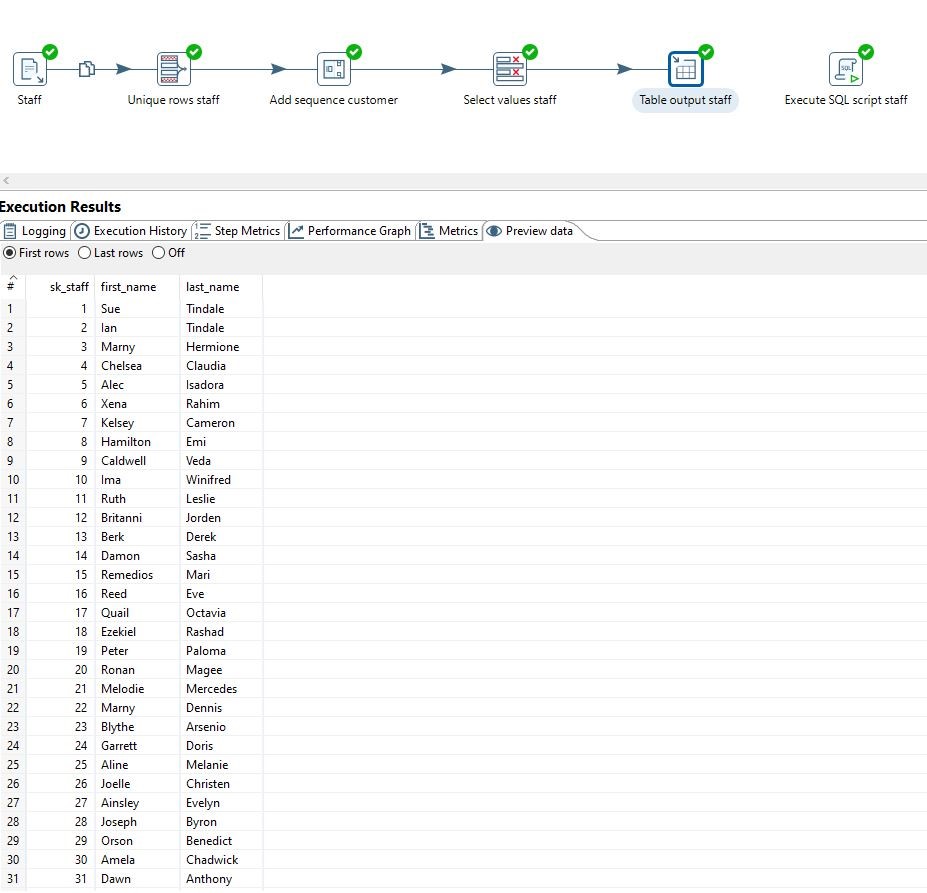 Staff Unique rows staff Add sequence customer Select values staff Table output staff Execute SQL script staff
Execution Results
Logging Execution History Step Metrics Performance Graph Metrics Preview data
First rows Last rows Off
# sk_staff first_name last_name
1 1 Sue Tindale
2 2 Ian Tindale
3 3 Marny Hermione
4 4 Chelsea Claudia
5 5 Alec Isadora
6 6 Xena Rahim
7 7 Kelsey Cameron
8 8 Hamilton Emi
9 9 Caldwell Veda
10 10 Ima Winifred
11 11 Ruth Leslie
12 12 Britanni Jorden
13 13 Berk Derek
14 14 Damon Sasha
15 15 Remedios Mari
16 16 Reed Eve
17 17 Quail Octavia
18 18 Ezekiel Rashad
19 19 Peter Paloma
20 20 Ronan Magee
21 21 Melodie Mercedes
22 22 Marny Dennis
23 23 Blythe Arsenio
24 24 Garrett Doris
25 25 Aline Melanie
26 26 Joelle Christen
27 27 Ainsley Evelyn
28 28 Joseph Byron
29 29 Orson Benedict
30 30 Amela Chadwick
31 31 Dawn Anthony